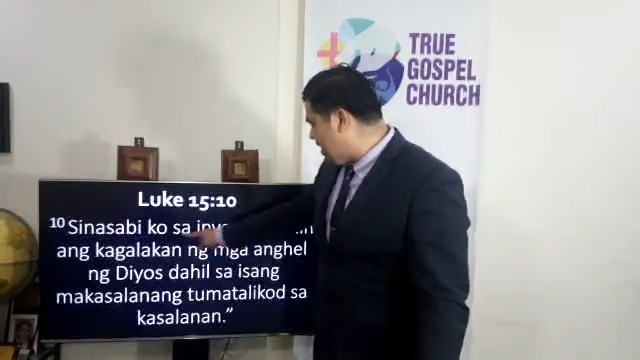 TRUE
GOSPEL
CHURCH
Luke 15:10
10 Sinasabi ko sa
ang kagalakan ng mga anghel
ng Diyos dahil sa isang
makasalanang tumatalikod sa
kasalanan.”